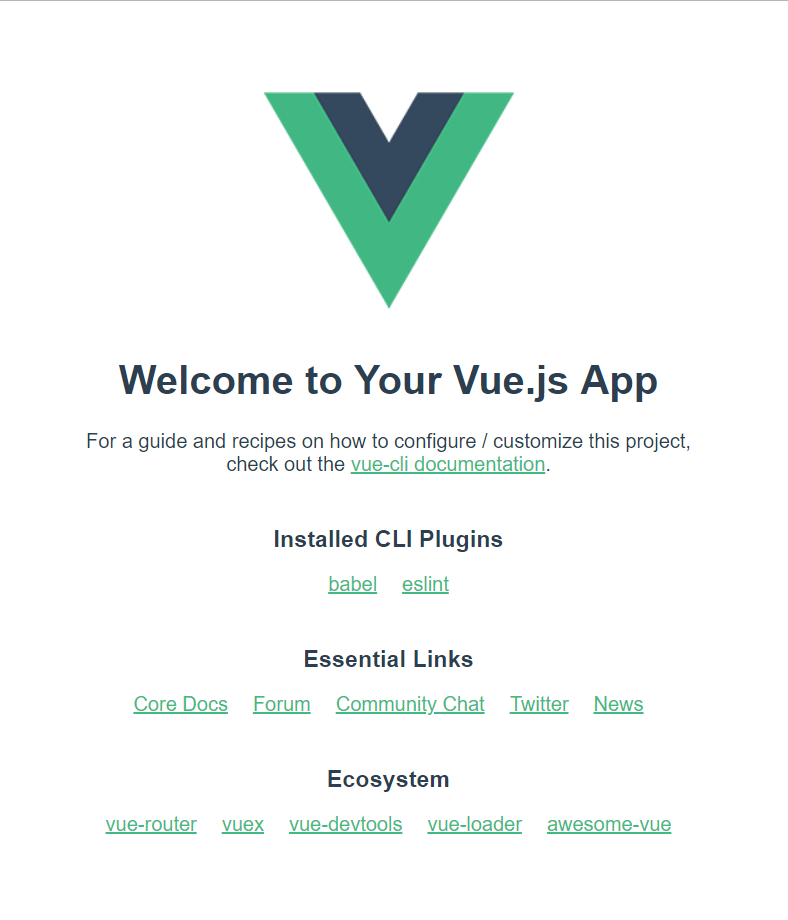 Welcome to Your Vue.js App
For a guide and recipes on how to configure / customize this project,
check out the vue-cli documentation.
Installed CLI Plugins
babel eslint
Essential Links
Core Docs Forum Community Chat Twitter News
Ecosystem
vue-router vuex vue-devtools vue-loader awesome-vue